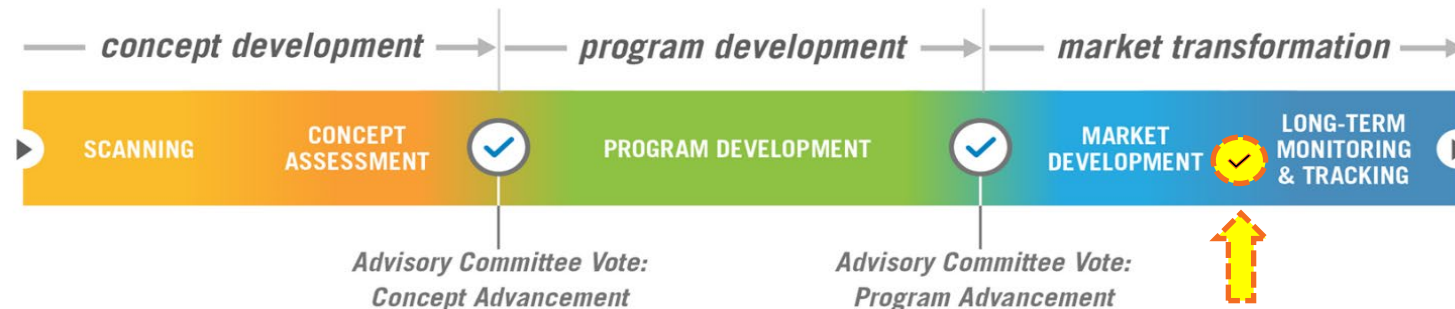 concept development
program development
market transformation
SCANNING
CONCEPT
ASSESSMENT
PROGRAM DEVELOPMENT
MARKET
DEVELOPMENT
LONG-TERM
MONITORING
& TRACKING
Advisory Committee Vote:
Concept Advancement
Advisory Committee Vote:
Program Advancement